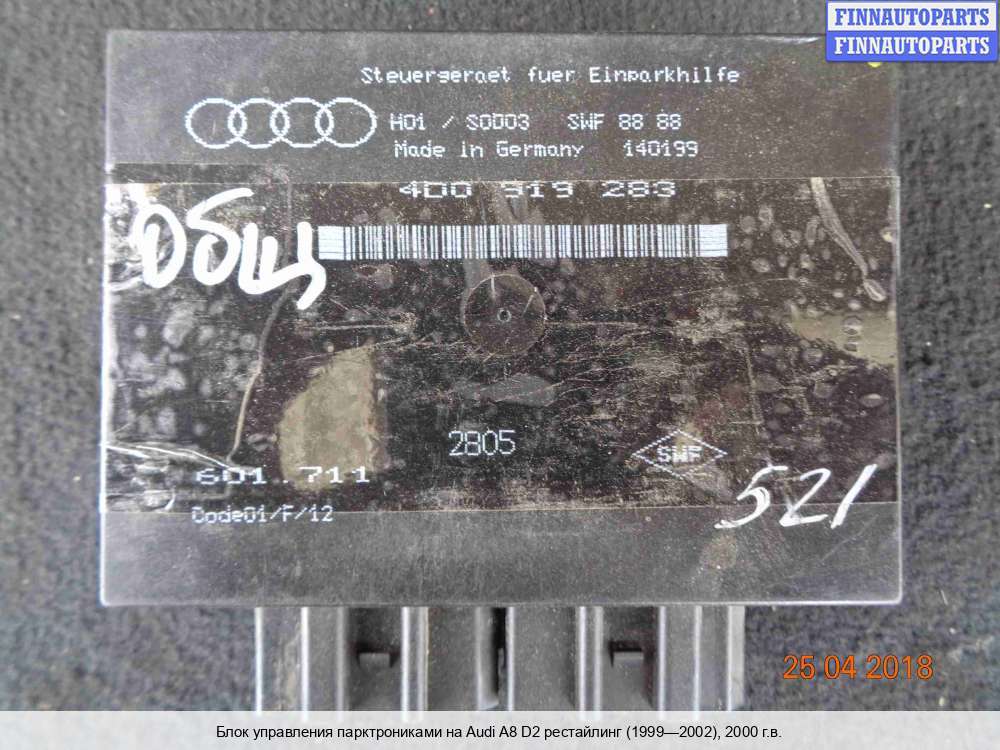 FINNAUTOPARTS
FINNAUTOPARTS
Steuergeraet fuer Einparkhilfe
H01 / S0D03 SWF 88 88
Made in Germany 140199
4D0 919 283
2805
SWF
601.711
Code01/F/12
521
25 04 2018
Блок управления парктрониками на Audi A8 D2 рестайлинг (1999—2002), 2000 г.в.